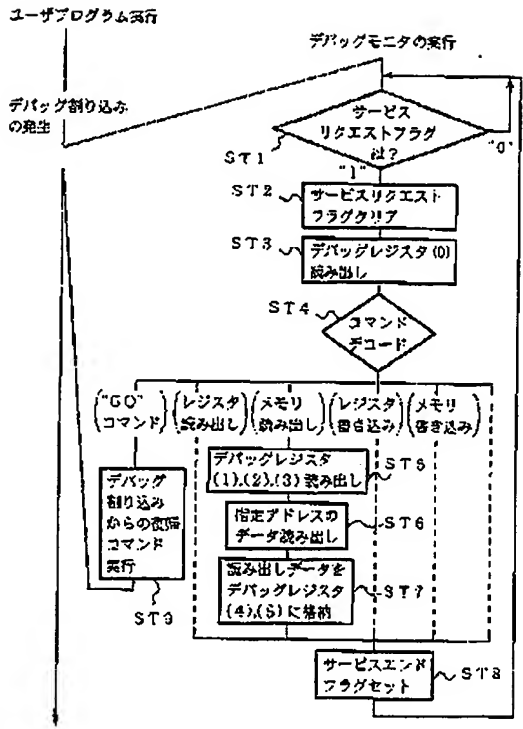 ユーザプログラム実行
デバッグモニタの実行
デバッグ割り込み
の発生
サービス
リクエストフラグ
は?
"0"
ST1
"1"
ST2
サービスリクエスト
フラグクリア
ST3
デバッグレジスタ(0)
読み出し
ST4
コマンド
デコード
("GO"コマンド)
(レジスタ読み出し)
(メモリ読み出し)
(レジスタ書き込み)
(メモリ書き込み)
デバッグレジスタ
(1),(2),(3)読み出し
ST5
指定アドレスの
データ読み出し
ST6
読み出しデータを
デバッグレジスタ
(4),(5)に格納
ST7
デバッグ
割り込み
からの復帰
コマンド
実行
ST9
サービスエンド
フラグセット
ST8